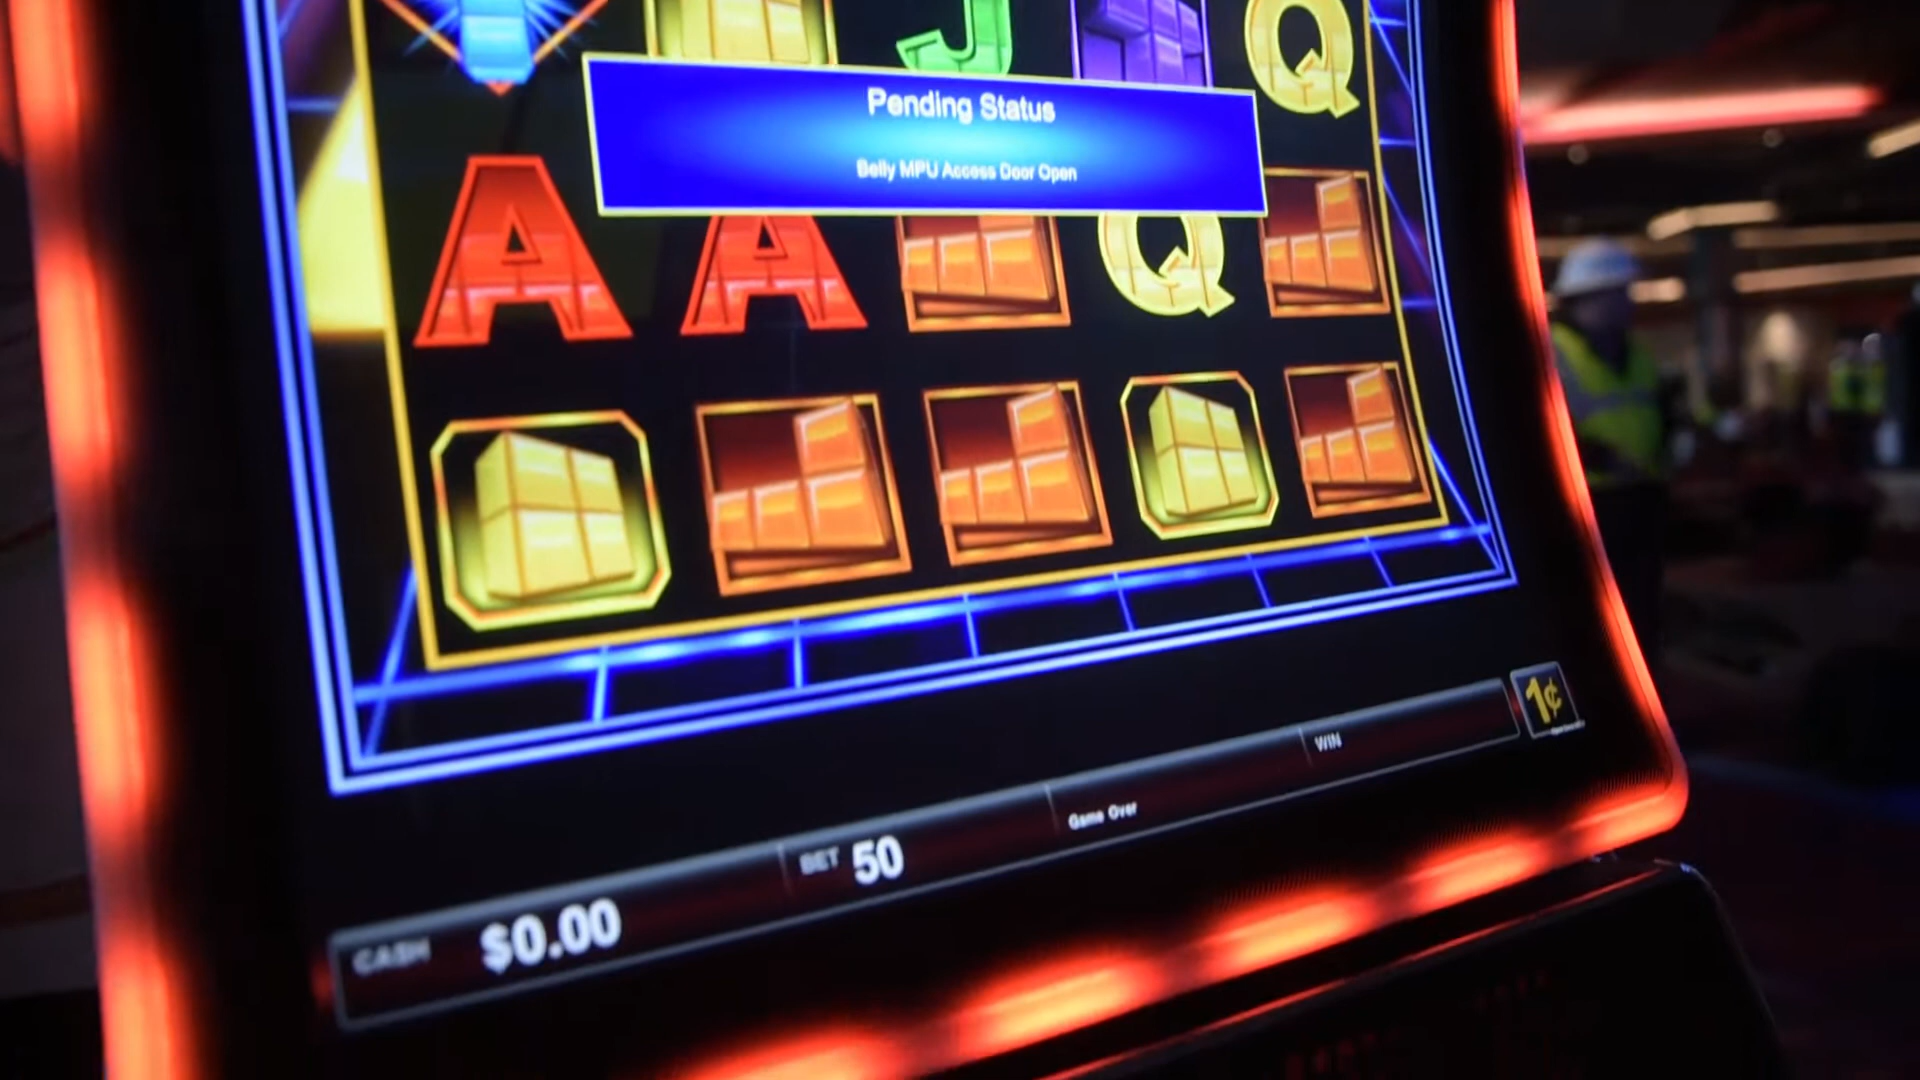 J
Q
Pending Status
Belly MPU Access Door Open
A A Q
1¢
WIN
Game Over
BET 50
CASH $0.00